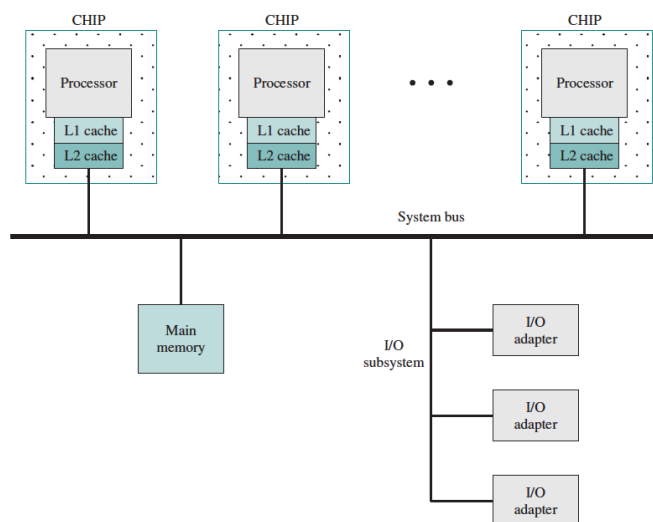 CHIP
CHIP
CHIP
Processor
Processor
Processor
L1 cache
L1 cache
L1 cache
L2 cache
L2 cache
L2 cache
System bus
Main
memory
I/O
subsystem
I/O
adapter
I/O
adapter
I/O
adapter